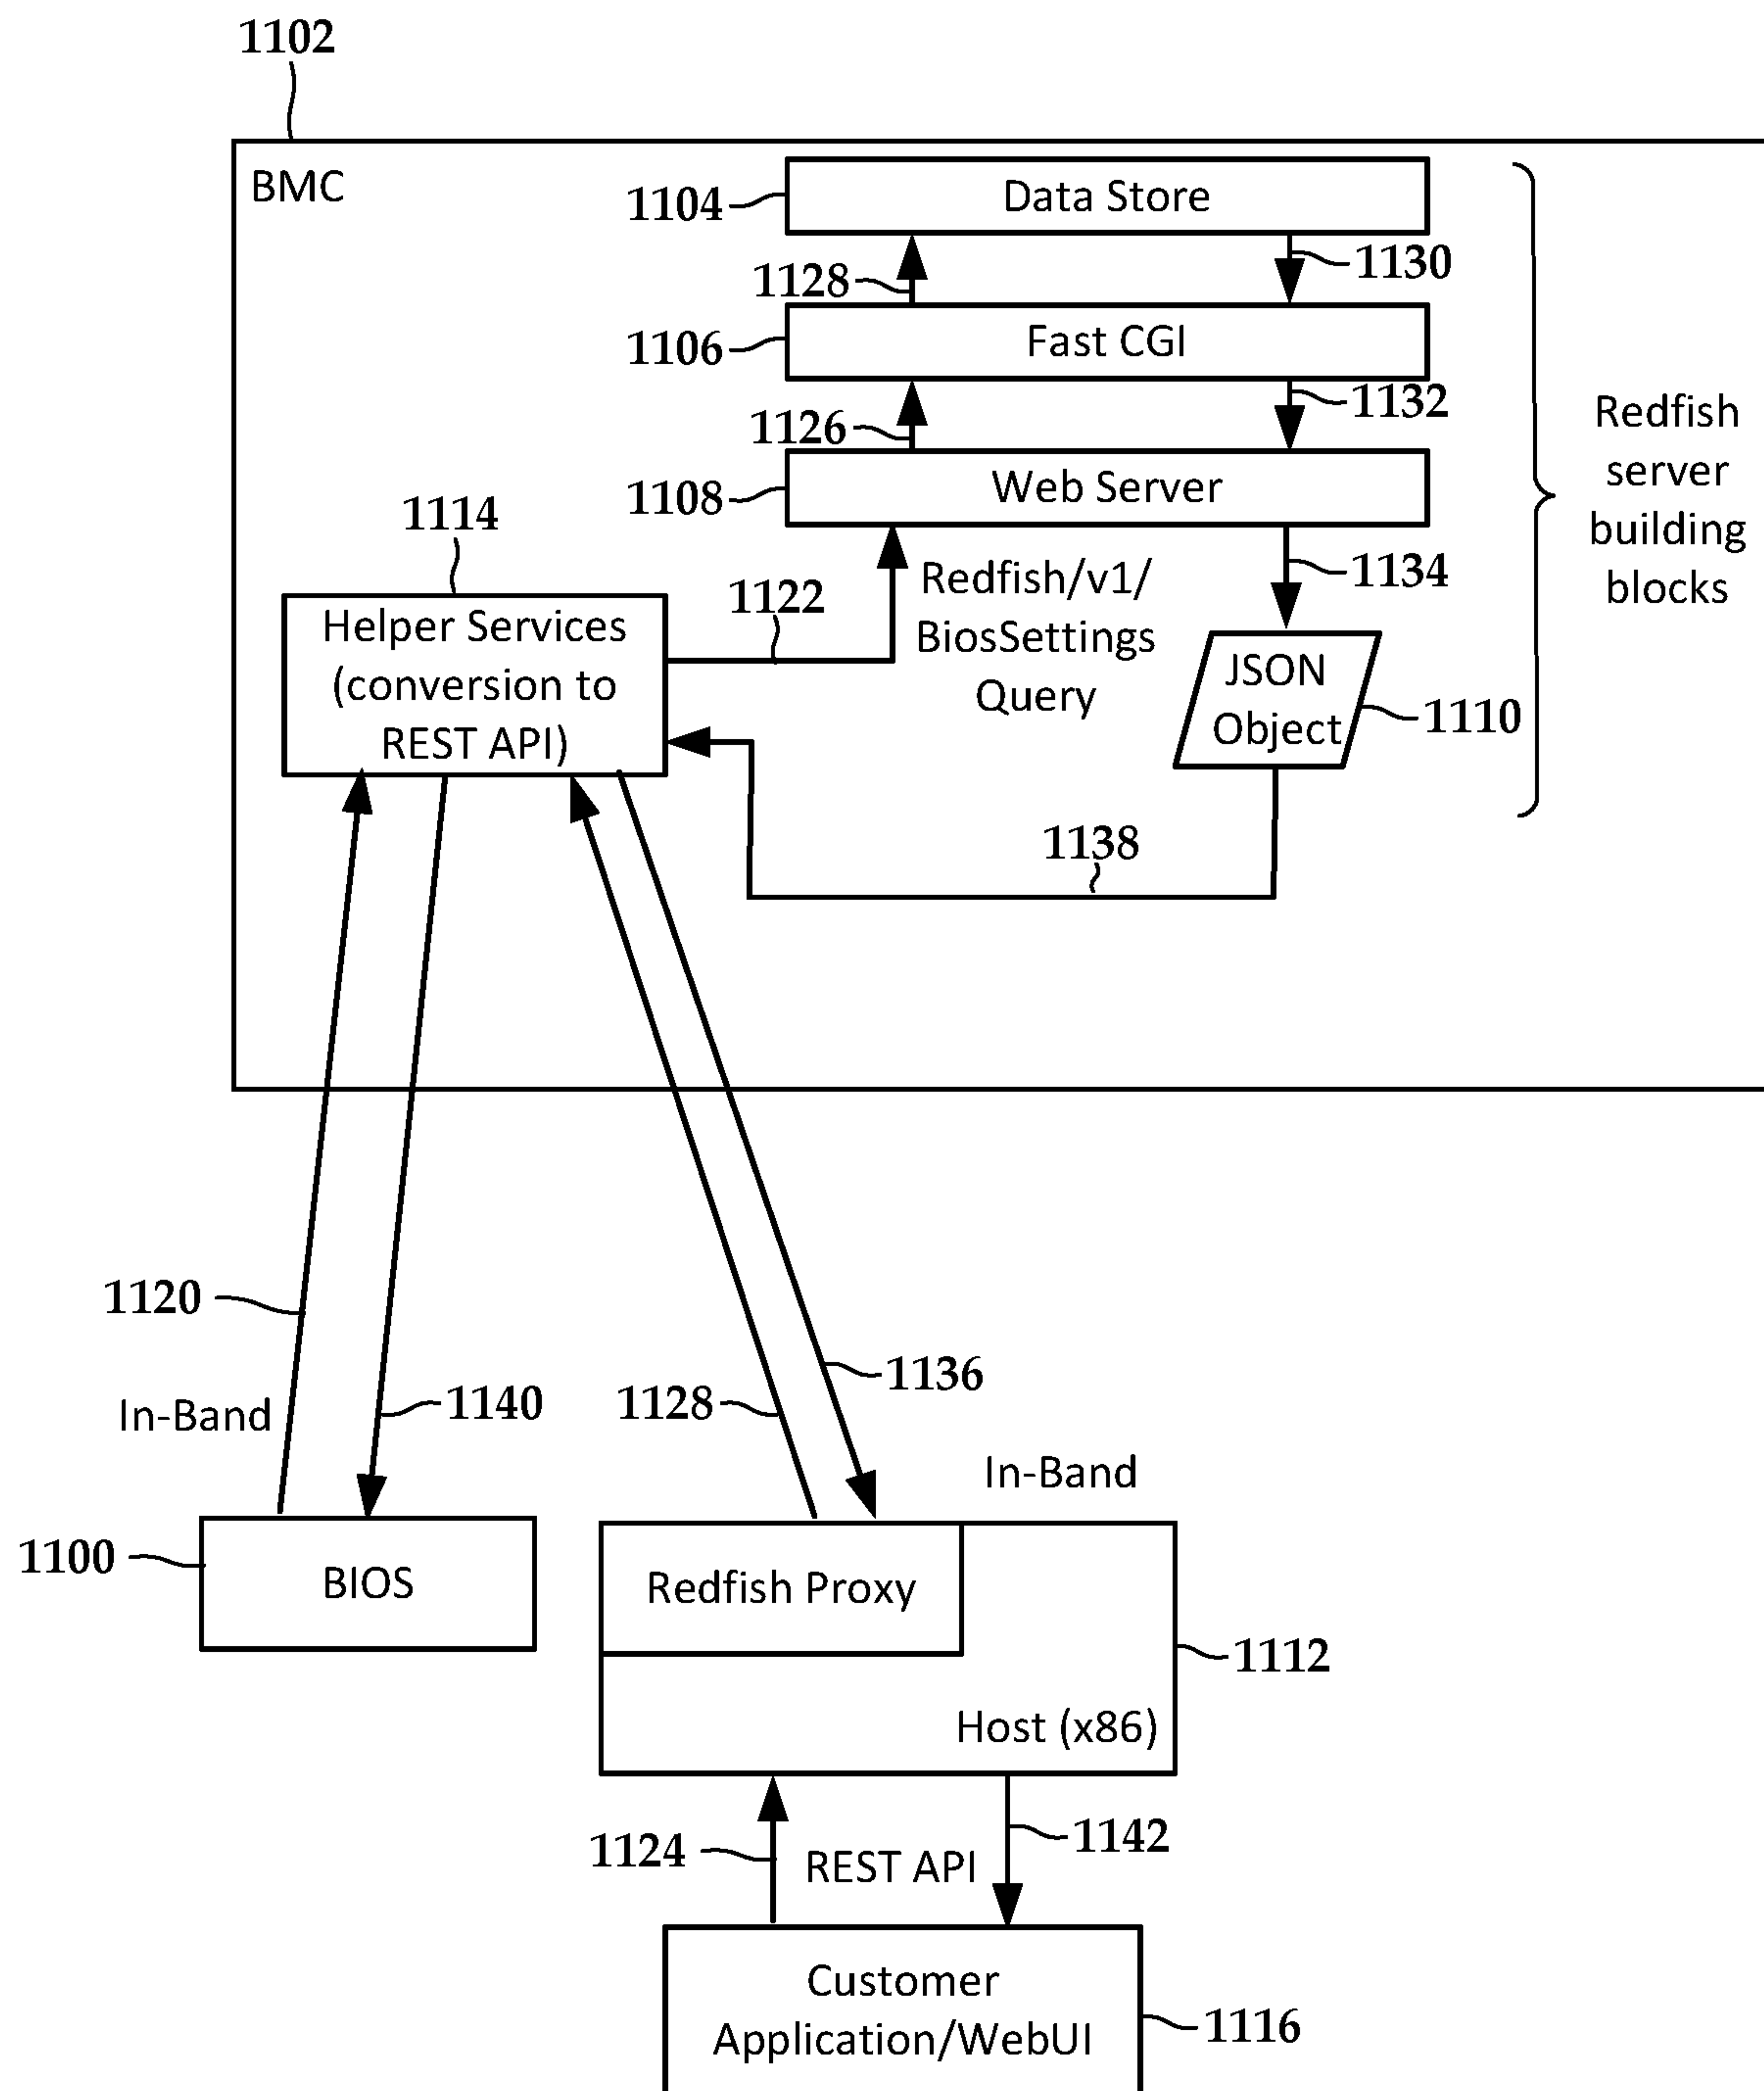 1102
BMC
1104
Data Store
1128
1130
1106
Fast CGI
1126
1132
1108
Web Server
Redfish
server
building
blocks
1114
Helper Services
(conversion to
REST API)
1122
Redfish/v1/
BiosSettings
Query
1134
JSON
Object
1110
1138
1120
In-Band
1140
1128
1136
In-Band
1100
BIOS
Redfish Proxy
1112
Host (x86)
1124
REST API
1142
Customer
Application/WebUI
1116